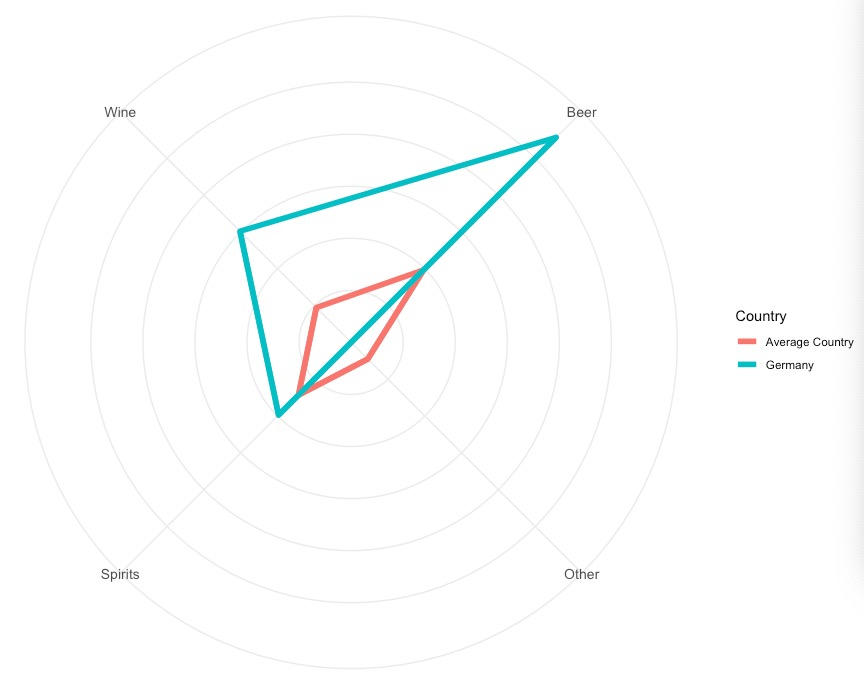 Wine
Beer
Country
Average Country
Germany
Spirits
Other